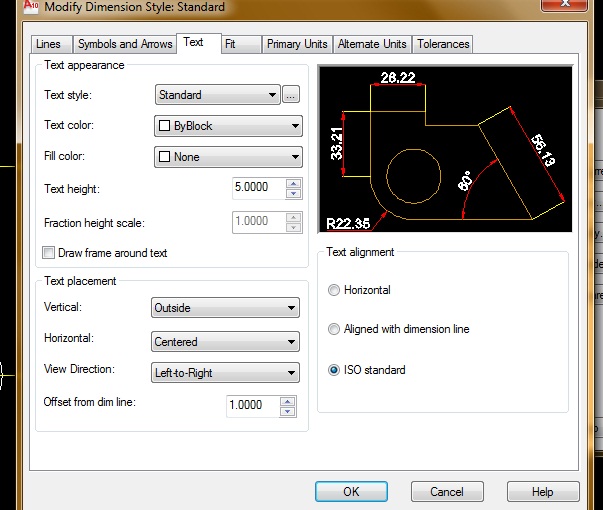 A10 Modify Dimension Style: Standard
Lines Symbols and Arrows Text Fit Primary Units Alternate Units Tolerances
Text appearance
Text style: Standard ...
Text color: ByBlock
Fill color: None
Text height: 5.0000
Fraction height scale: 1.0000
Draw frame around text
Text placement
Vertical: Outside
Horizontal: Centered
View Direction: Left-to-Right
Offset from dim line: 1.0000
26.22
33.21
56.13
60°
R22.35
Text alignment
Horizontal
Aligned with dimension line
ISO standard
OK Cancel Help